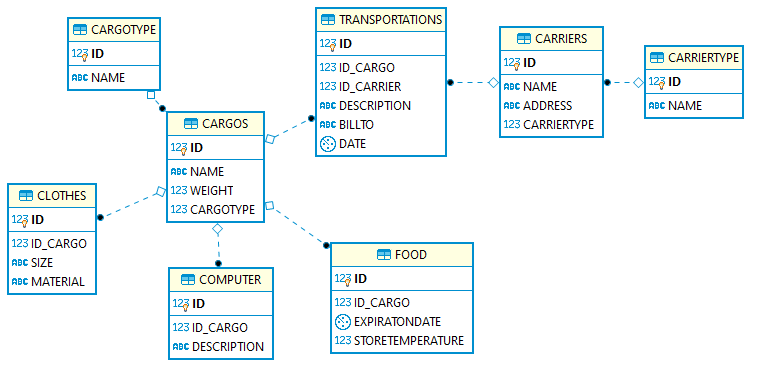 CARGOTYPE
123 ID
ABC NAME
TRANSPORTATIONS
123 ID
123 ID_CARGO
123 ID_CARRIER
ABC DESCRIPTION
ABC BILLTO
DATE
CARRIERS
123 ID
ABC NAME
ABC ADDRESS
123 CARRIERTYPE
CARRIERTYPE
123 ID
ABC NAME
CARGOS
123 ID
ABC NAME
123 WEIGHT
123 CARGOTYPE
CLOTHES
123 ID
123 ID_CARGO
ABC SIZE
ABC MATERIAL
COMPUTER
123 ID
123 ID_CARGO
ABC DESCRIPTION
FOOD
123 ID
123 ID_CARGO
EXPIRATONDATE
123 STORETEMPERATURE